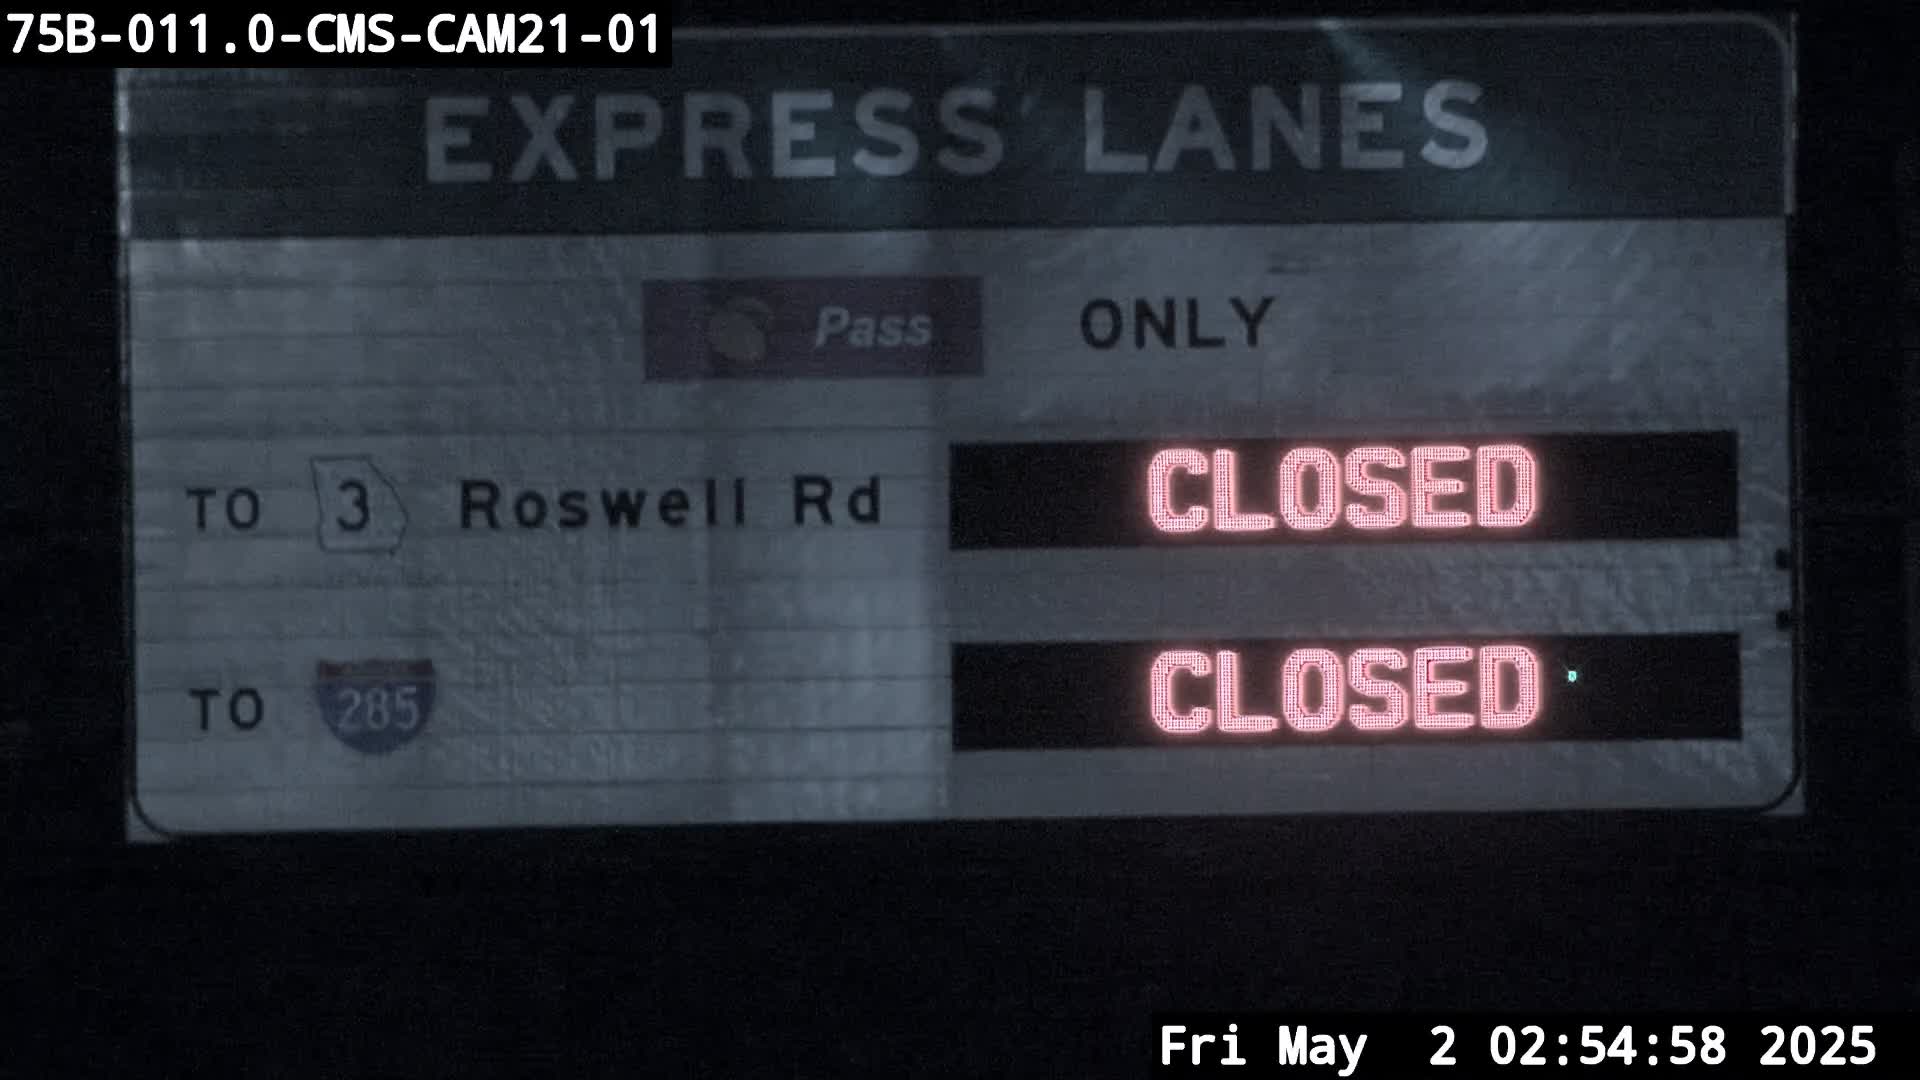 75B-011.0-CMS-CAM21-01
EXPRESS LANES
Pass ONLY
TO 3 Roswell Rd CLOSED
TO 285 CLOSED
Fri May 2 02:54:58 2025